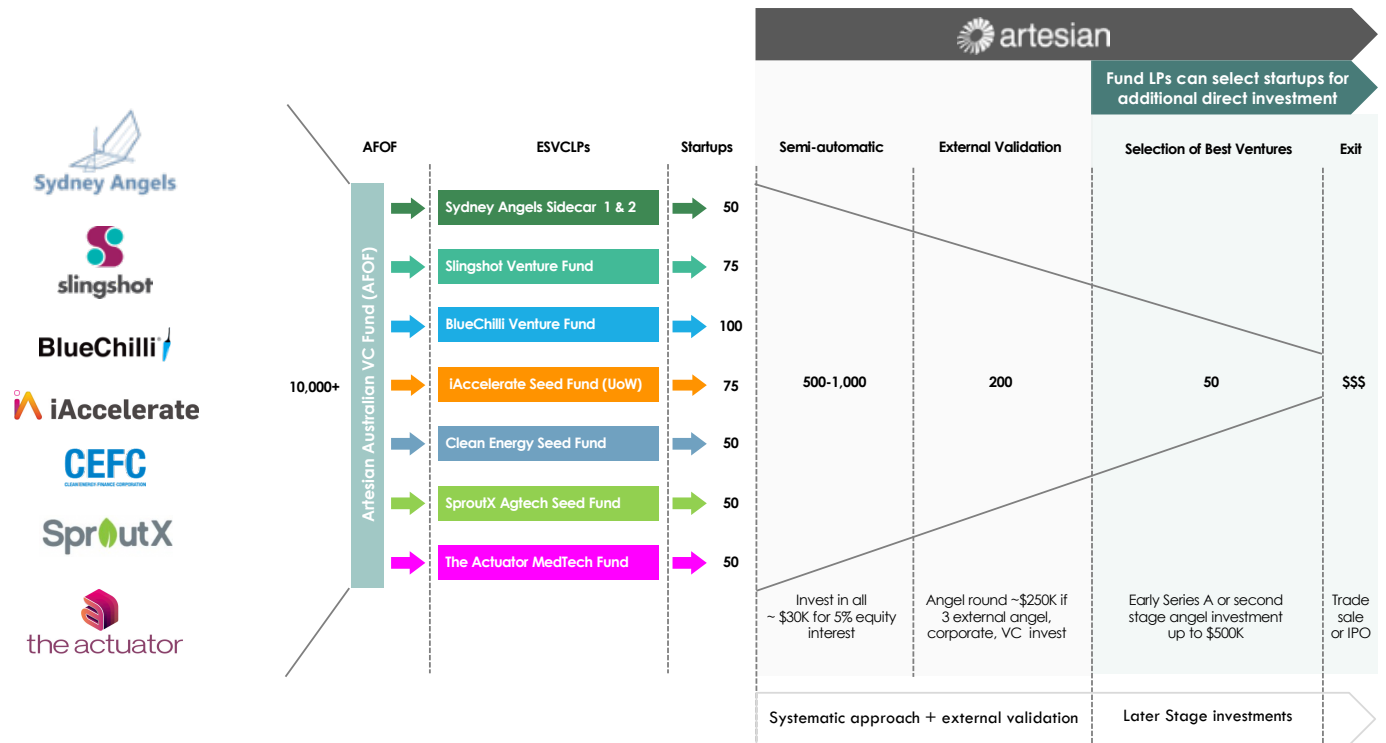 artesian
Fund LPs can select startups for
additional direct investment
Sydney Angels
slingshot
BlueChilli
iAccelerate
CEFC
CLEAN ENERGY FINANCE CORPORATION
SproutX
the actuator
10,000+
AFOF
Artesian Australian VC Fund (AFOF)
ESVCLPs
Startups
Sydney Angels Sidecar 1 & 2
50
Slingshot Venture Fund
75
BlueChilli Venture Fund
100
iAccelerate Seed Fund (UoW)
75
Clean Energy Seed Fund
50
SproutX Agtech Seed Fund
50
The Actuator MedTech Fund
50
Semi-automatic
500-1,000
Invest in all
~ $30K for 5% equity
interest
External Validation
200
Angel round ~$250K if
3 external angel,
corporate, VC invest
Selection of Best Ventures
50
Early Series A or second
stage angel investment
up to $500K
Exit
$$$
Trade
sale
or IPO
Systematic approach + external validation
Later Stage investments